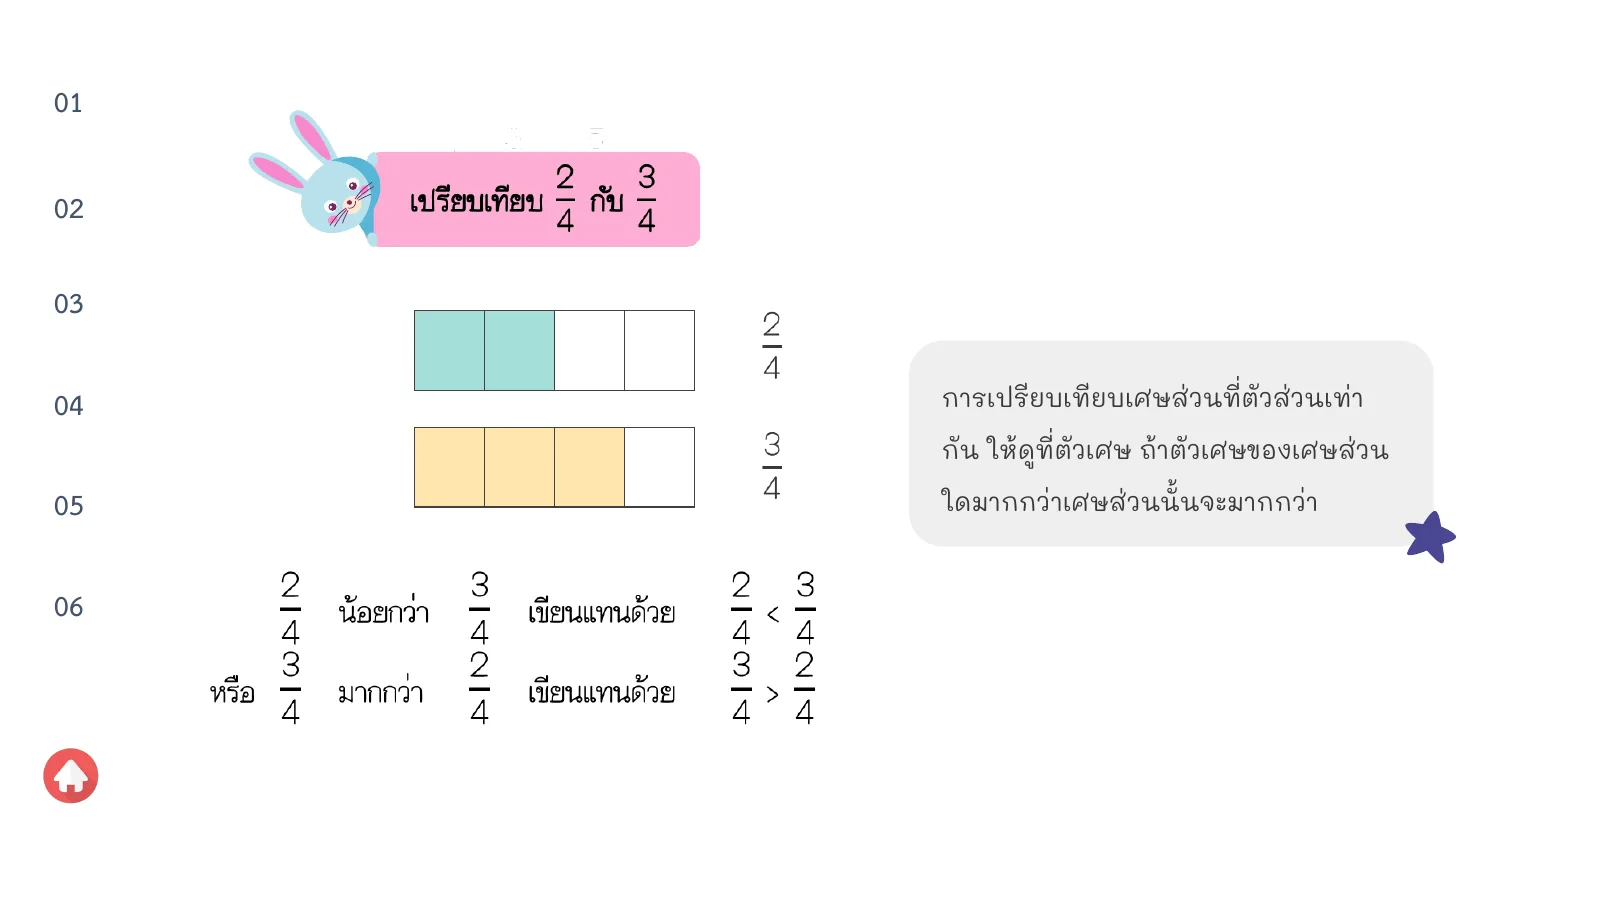 01
02
03
04
05
06
เปรียบเทียบ 2/4 กับ 3/4
2/4
3/4
2/4 น้อยกว่า 3/4 เขียนแทนด้วย 2/4 < 3/4
หรือ 3/4 มากกว่า 2/4 เขียนแทนด้วย 3/4 > 2/4
การเปรียบเทียบเศษส่วนที่ตัวส่วนเท่า
กัน ให้ดูที่ตัวเศษ ถ้าตัวเศษของเศษส่วน
ใดมากกว่าเศษส่วนนั้นจะมากกว่า